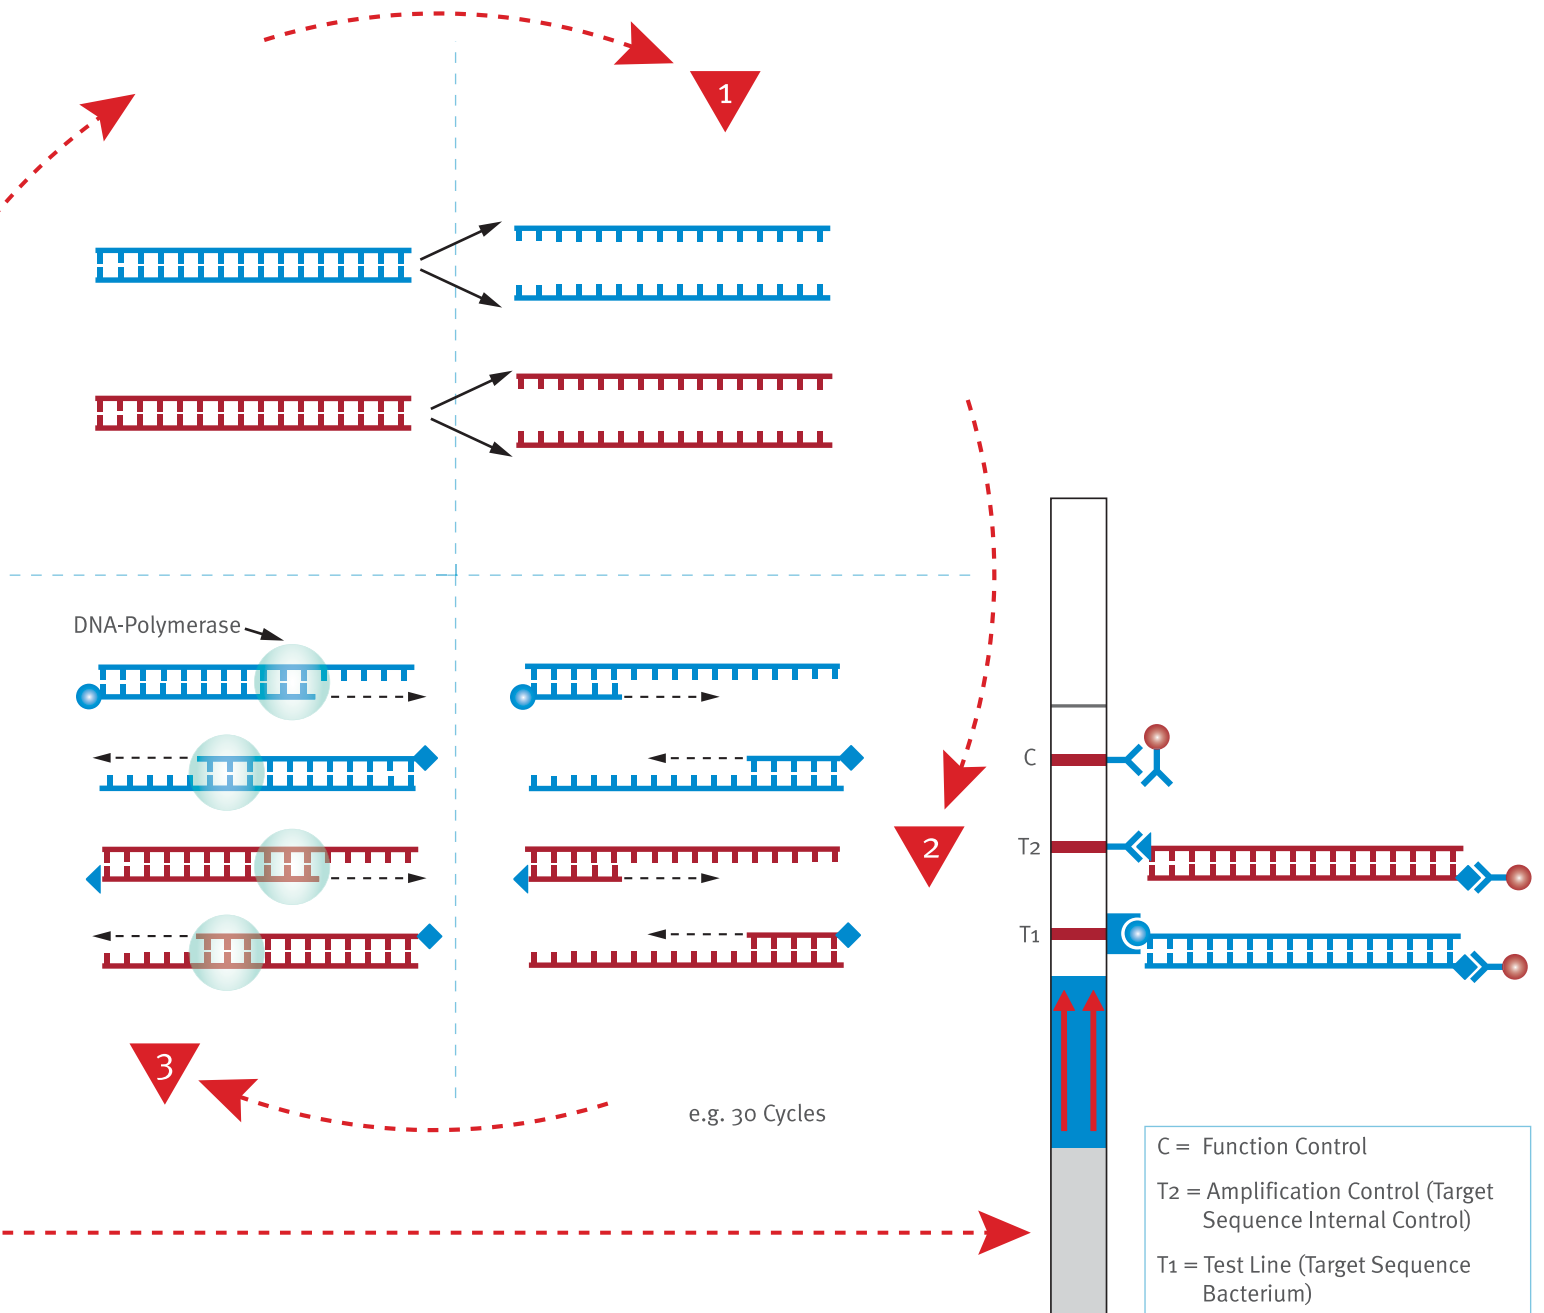 1
DNA-Polymerase
C
T2
2
T1
3
e.g. 30 Cycles
C = Function Control
T2 = Amplification Control (Target
Sequence Internal Control)
T1 = Test Line (Target Sequence
Bacterium)